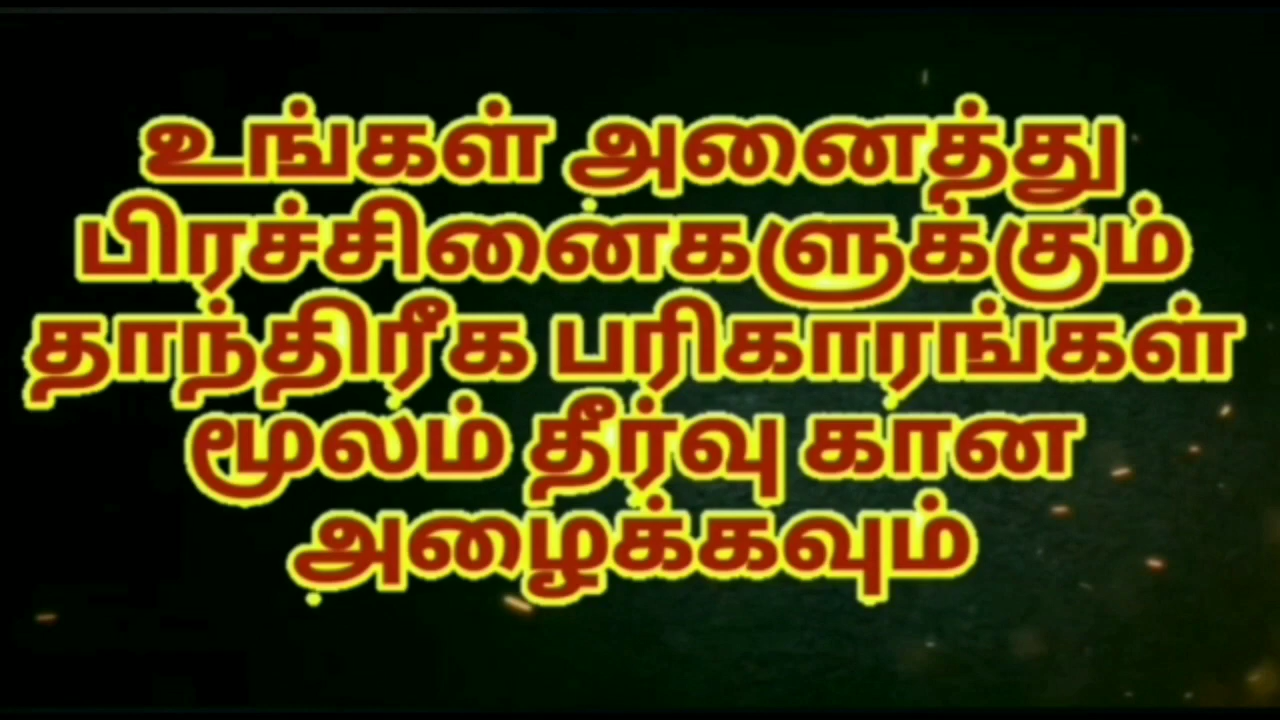 உங்கள் அனைத்து
பிரச்சினைகளுக்கும்
தாந்திரீக பரிகாரங்கள்
மூலம் தீர்வு கான
அழைக்கவும்